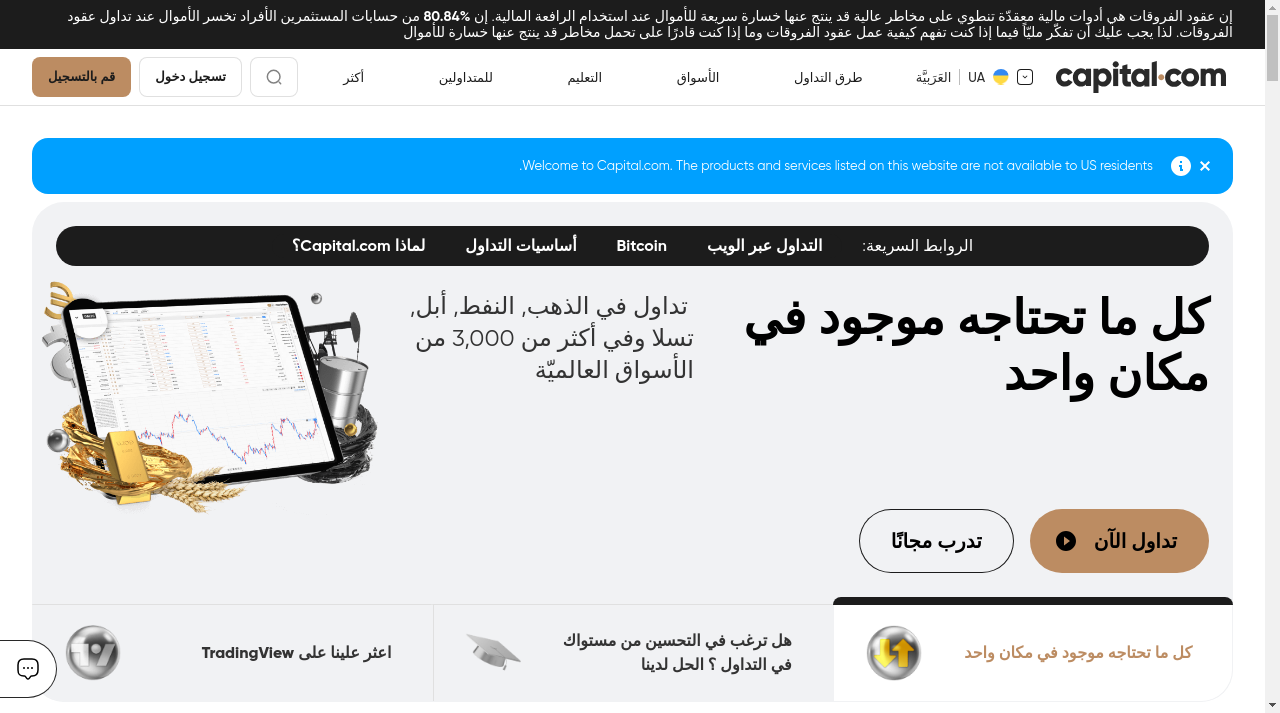 إن عقود الفروقات هي أدوات مالية معقدّة تنطوي على مخاطر عالية قد ينتج عنها خسارة سريعة للأموال عند استخدام الرافعة المالية. إن 80.84% من حسابات المستثمرين الأفراد تخسر الأموال عند تداول عقود
الفروقات. لذا يجب عليك أن تفكّر مليّاً فيما إذا كنت تفهم كيفية عمل عقود الفروقات وما إذا كنت قادرًا على تحمل مخاطر قد ينتج عنها خسارة للأموال
capital.com
UA
العَرَبيَّة
طرق التداول
الأسواق
التعليم
للمتداولين
أكثر
تسجيل دخول
قم بالتسجيل
Welcome to Capital.com. The products and services listed on this website are not available to US residents.
الروابط السريعة:
التداول عبر الويب
Bitcoin
أساسيات التداول
لماذا Capital.com؟
كل ما تحتاجه موجود في
مكان واحد
تداول في الذهب, النفط, أبل,
تسلا وفي أكثر من 3,000 من
الأسواق العالميّة
تداول الآن
تدرب مجانًا
كل ما تحتاجه موجود في مكان واحد
هل ترغب في التحسين من مستواك
في التداول ؟ الحل لدينا
اعثر علينا على TradingView